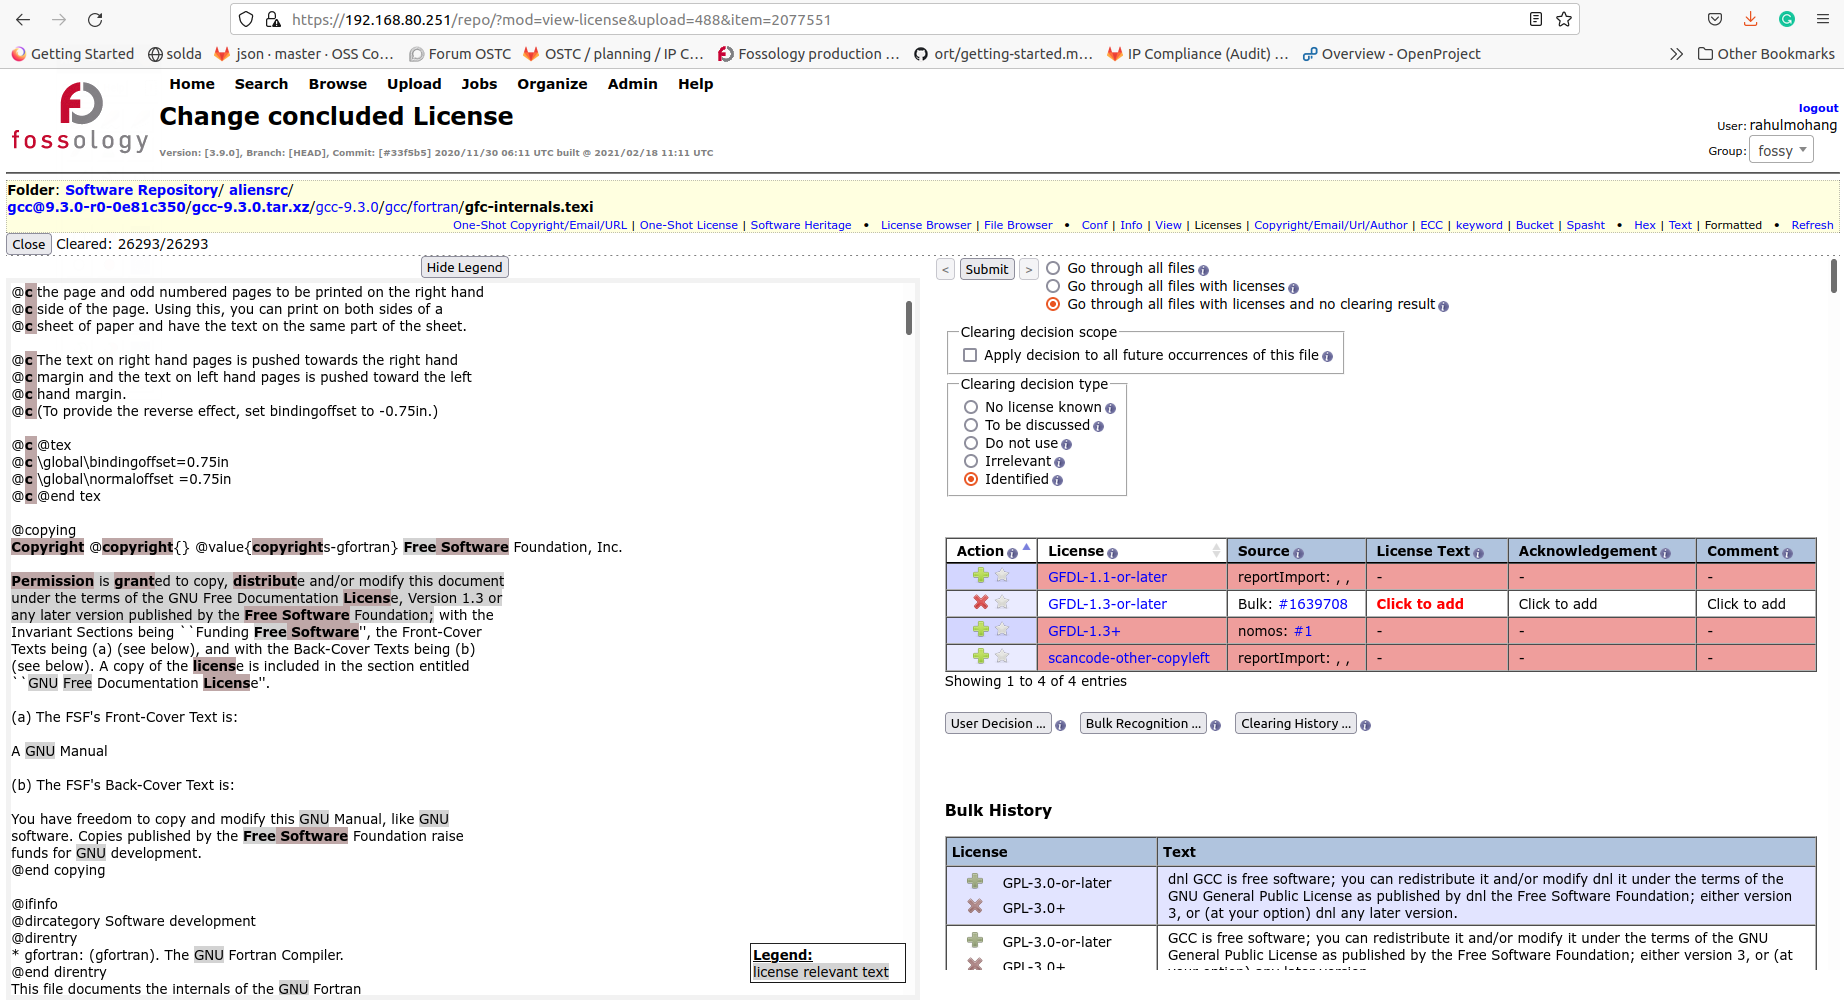 https://192.168.80.251/repo/?mod=view-license&upload=488&item=2077551
Getting Started solda json · master · OSS Co… Forum OSTC OSTC / planning / IP C… Fossology production … ort/getting-started.m… IP Compliance (Audit) … Overview - OpenProject Other Bookmarks
fossology
Home Search Browse Upload Jobs Organize Admin Help
Change concluded License
Version: [3.9.0], Branch: [HEAD], Commit: [#33f5b5] 2020/11/30 06:11 UTC built @ 2021/02/18 11:11 UTC
logout
User: rahulmohang
Group: fossy
Folder: Software Repository/ aliensrc/
gcc@9.3.0-r0-0e81c350/gcc-9.3.0.tar.xz/gcc-9.3.0/gcc/fortran/gfc-internals.texi
One-Shot Copyright/Email/URL | One-Shot License | Software Heritage • License Browser | File Browser • Conf | Info | View | Licenses | Copyright/Email/Url/Author | ECC | keyword | Bucket | Spasht • Hex | Text | Formatted • Refresh
Close Cleared: 26293/26293
Hide Legend
@c the page and odd numbered pages to be printed on the right hand
@c side of the page. Using this, you can print on both sides of a
@c sheet of paper and have the text on the same part of the sheet.
@c The text on right hand pages is pushed towards the right hand
@c margin and the text on left hand pages is pushed toward the left
@c hand margin.
@c (To provide the reverse effect, set bindingoffset to -0.75in.)
@c @tex
@c \global\bindingoffset=0.75in
@c \global\normaloffset =0.75in
@c @end tex
@copying
Copyright @copyright{} @value{copyrights-gfortran} Free Software Foundation, Inc.
Permission is granted to copy, distribute and/or modify this document
under the terms of the GNU Free Documentation License, Version 1.3 or
any later version published by the Free Software Foundation; with the
Invariant Sections being ``Funding Free Software'', the Front-Cover
Texts being (a) (see below), and with the Back-Cover Texts being (b)
(see below). A copy of the license is included in the section entitled
``GNU Free Documentation License''.
(a) The FSF's Front-Cover Text is:
A GNU Manual
(b) The FSF's Back-Cover Text is:
You have freedom to copy and modify this GNU Manual, like GNU
software. Copies published by the Free Software Foundation raise
funds for GNU development.
@end copying
@ifinfo
@dircategory Software development
@direntry
* gfortran: (gfortran). The GNU Fortran Compiler.
@end direntry
This file documents the internals of the GNU Fortran
Legend:
license relevant text
< Submit > Go through all files
Go through all files with licenses
Go through all files with licenses and no clearing result
Clearing decision scope
Apply decision to all future occurrences of this file
Clearing decision type
No license known
To be discussed
Do not use
Irrelevant
Identified
Action License Source License Text Acknowledgement Comment
GFDL-1.1-or-later reportImport: , , - - -
GFDL-1.3-or-later Bulk: #1639708 Click to add Click to add Click to add
GFDL-1.3+ nomos: #1 - - -
scancode-other-copyleft reportImport: , , - - -
Showing 1 to 4 of 4 entries
User Decision ... Bulk Recognition ... Clearing History ...
Bulk History
License Text
GPL-3.0-or-later
GPL-3.0+
dnl GCC is free software; you can redistribute it and/or modify dnl it under the terms of the
GNU General Public License as published by dnl the Free Software Foundation; either version
3, or (at your option) dnl any later version.
GPL-3.0-or-later
GPL-3.0+
GCC is free software; you can redistribute it and/or modify it under the terms of the GNU
General Public License as published by the Free Software Foundation; either version 3, or (at
your option) any later version.